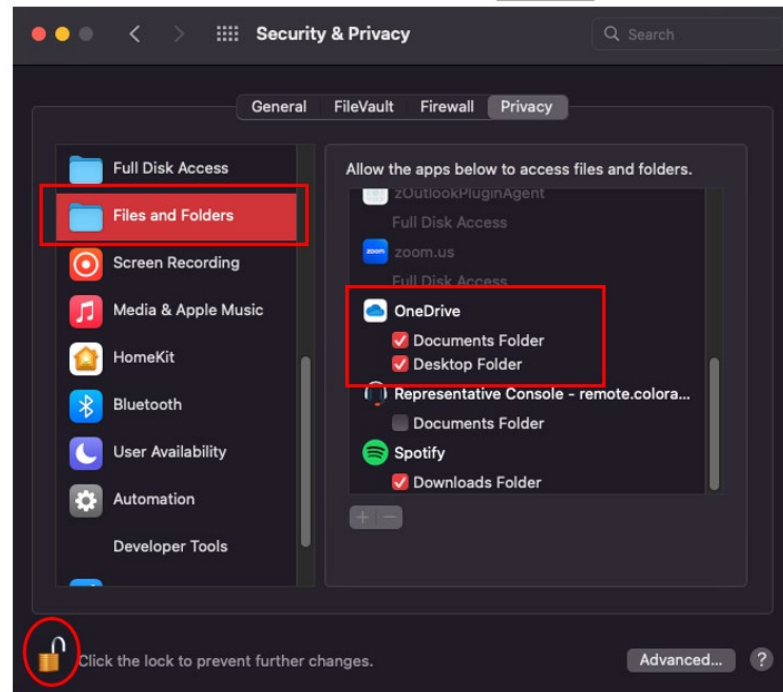 Security & Privacy
Search
General
FileVault
Firewall
Privacy
Full Disk Access
Files and Folders
Screen Recording
Media & Apple Music
HomeKit
Bluetooth
User Availability
Automation
Developer Tools
Allow the apps below to access files and folders.
zOutlookPluginAgent
Full Disk Access
zoom
zoom.us
Full Disk Access
OneDrive
Documents Folder
Desktop Folder
Representative Console - remote.colora...
Documents Folder
Spotify
Downloads Folder
+ −
Click the lock to prevent further changes.
Advanced...
?